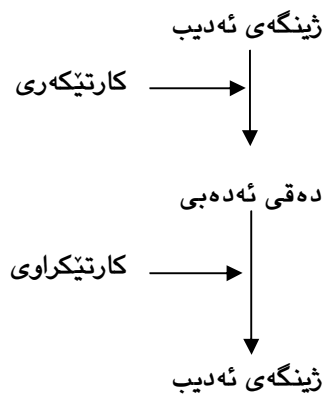 ژینگەی ئەدیب
کارتێکەری
دەقی ئەدەبی
کارتێکراوی
ژینگەی ئەدیب